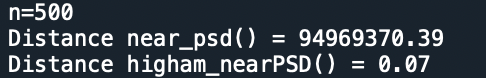 n=500
Distance near_psd() = 94969370.39
Distance higham_nearPSD() = 0.07